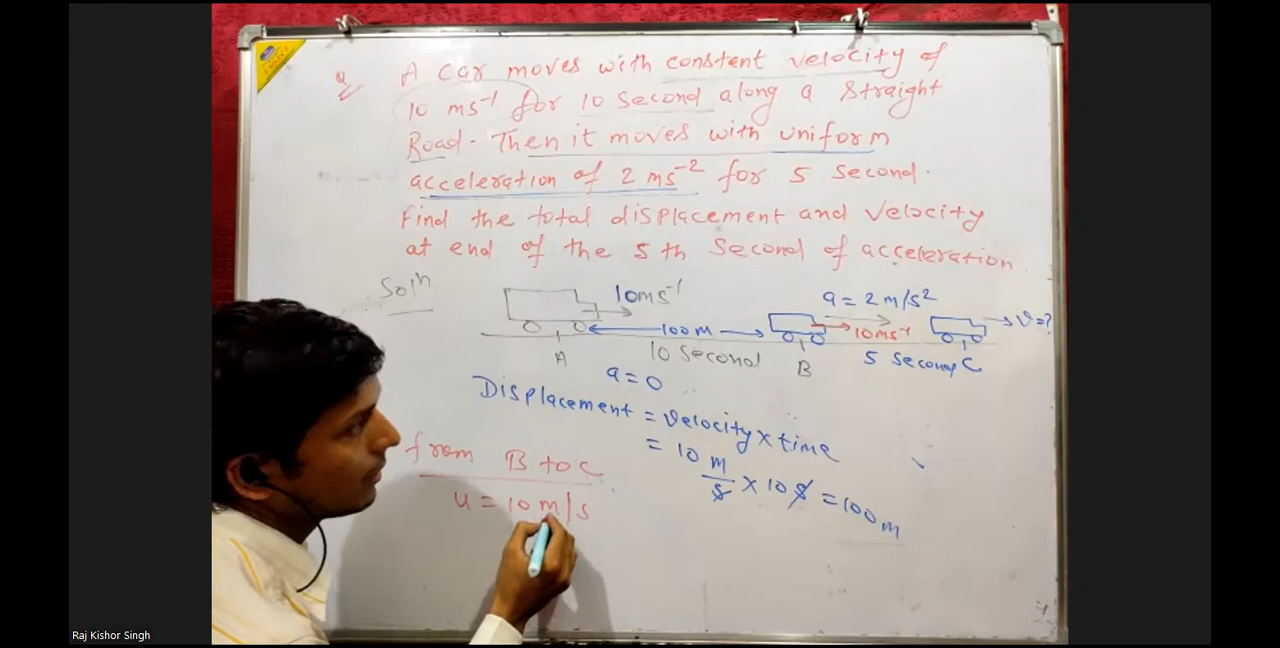 Q A car moves with constant velocity of
10 ms⁻¹ for 10 second along a straight
Road. Then it moves with uniform
acceleration of 2 ms⁻² for 5 second.
Find the total displacement and velocity
at end of the 5th second of acceleration.
Soln
10ms⁻¹
a = 2 m/s²
100m
10ms⁻¹
v=?
A
10 second
B
5 second C
a = 0
Displacement = velocity × time
= 10 m/s × 10 s = 100 m
from B to C
u = 10 m/s
Raj Kishor Singh